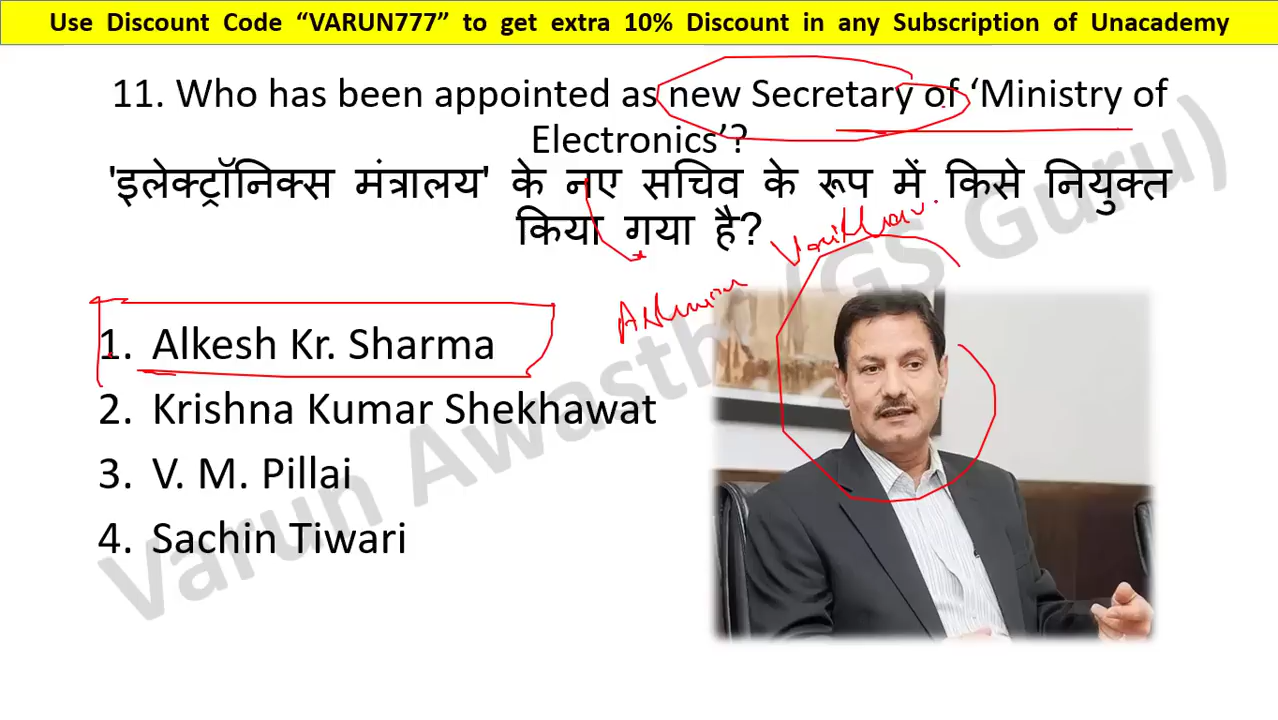 Use Discount Code “VARUN777” to get extra 10% Discount in any Subscription of Unacademy
11. Who has been appointed as new Secretary of ‘Ministry of
Electronics’?
'इलेक्ट्रॉनिक्स मंत्रालय' के नए सचिव के रूप में किसे नियुक्त
किया गया है?
1. Alkesh Kr. Sharma
2. Krishna Kumar Shekhawat
3. V. M. Pillai
4. Sachin Tiwari
Varun Awasthi (GS Guru)